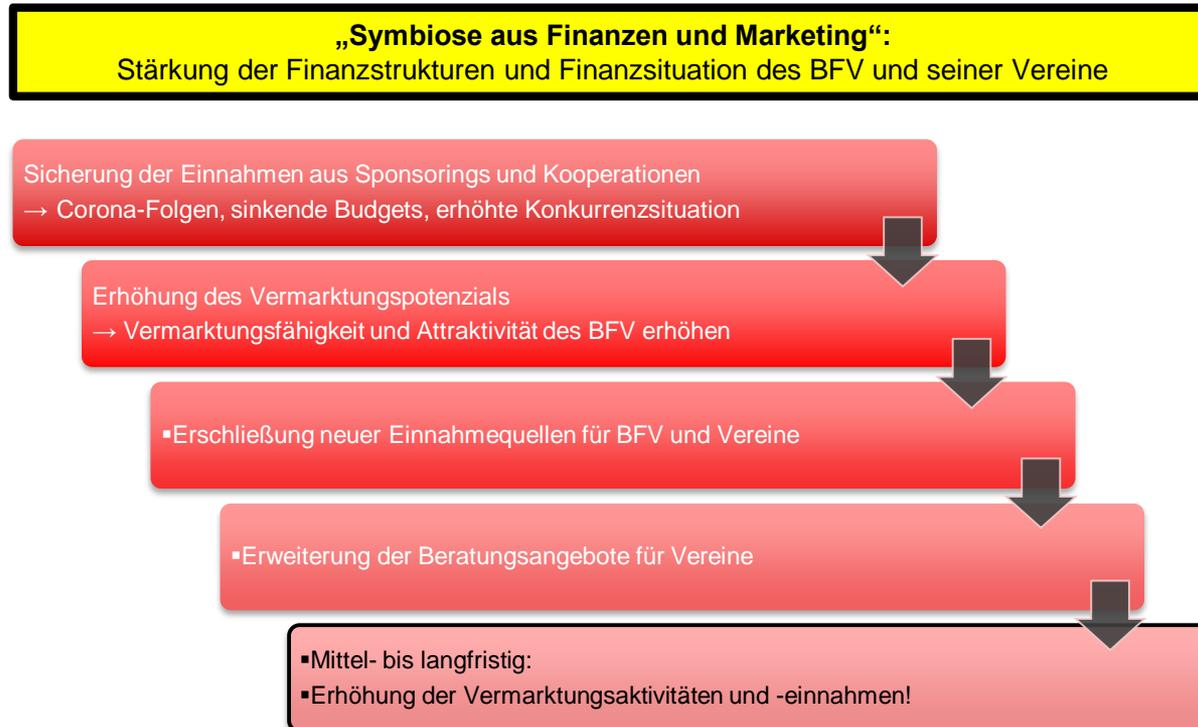 „Symbiose aus Finanzen und Marketing“:
Stärkung der Finanzstrukturen und Finanzsituation des BFV und seiner Vereine
Sicherung der Einnahmen aus Sponsorings und Kooperationen
→ Corona-Folgen, sinkende Budgets, erhöhte Konkurrenzsituation
Erhöhung des Vermarktungspotenzials
→ Vermarktungsfähigkeit und Attraktivität des BFV erhöhen
▪Erschließung neuer Einnahmequellen für BFV und Vereine
▪Erweiterung der Beratungsangebote für Vereine
▪Mittel- bis langfristig:
▪Erhöhung der Vermarktungsaktivitäten und -einnahmen!